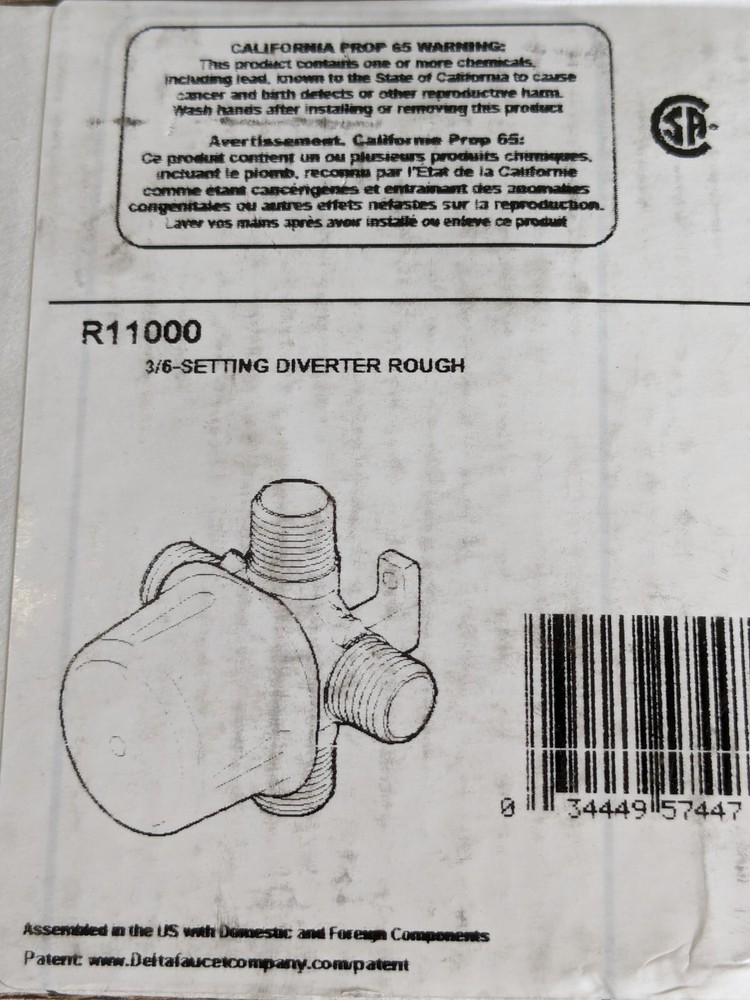 CALIFORNIA PROP 65 WARNING:
This product contains one or more chemicals,
including lead, known to the State of California to cause
cancer and birth defects or other reproductive harm.
Wash hands after installing or removing this product
Avertissement, Californie Prop 65:
Ce produit contient un ou plusieurs produits chimiques,
incluant le plomb, reconnu par l'Etat de la Californie
comme étant cancérigènes et entrainant des anomalies
congenitales ou autres effets néfastes sur la reproduction.
Laver vos mains après avoir installé ou enlevé ce produit
SA
R11000
3/6-SETTING DIVERTER ROUGH
0 34449 57447
Assembled in the US with Domestic and Foreign Components
Patent: www.Deltafaucetcompany.com/patent